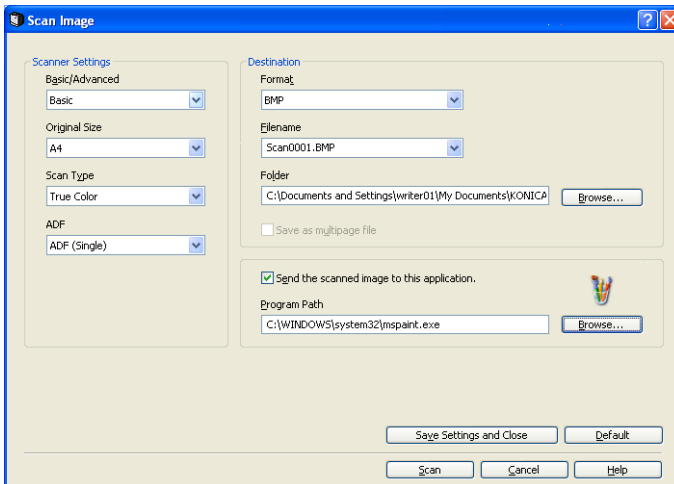 Scan Image
Scanner Settings
Basic/Advanced
Basic
Original Size
A4
Scan Type
True Color
ADF
ADF (Single)
Destination
Format
BMP
Filename
Scan0001.BMP
Folder
C:\Documents and Settings\writer01\My Documents\KONICA
Browse...
Save as multipage file
Send the scanned image to this application.
Program Path
C:\WINDOWS\system32\mspaint.exe
Browse...
Save Settings and Close
Default
Scan
Cancel
Help